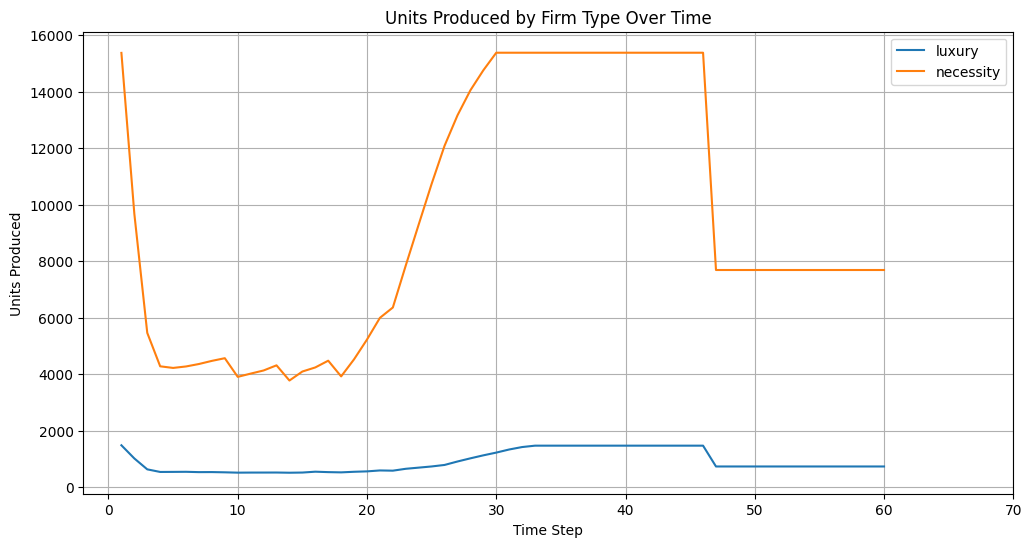 Units Produced by Firm Type Over Time
luxury
necessity
Units Produced
16000
14000
12000
10000
8000
6000
4000
2000
0
0 10 20 30 40 50 60 70
Time Step